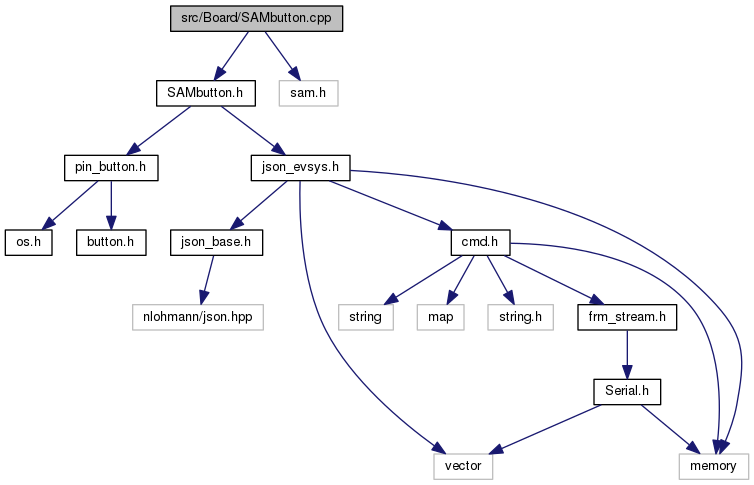 src/Board/SAMbutton.cpp
SAMbutton.h
sam.h
pin_button.h
json_evsys.h
os.h
button.h
json_base.h
cmd.h
nlohmann/json.hpp
string
map
string.h
frm_stream.h
Serial.h
vector
memory